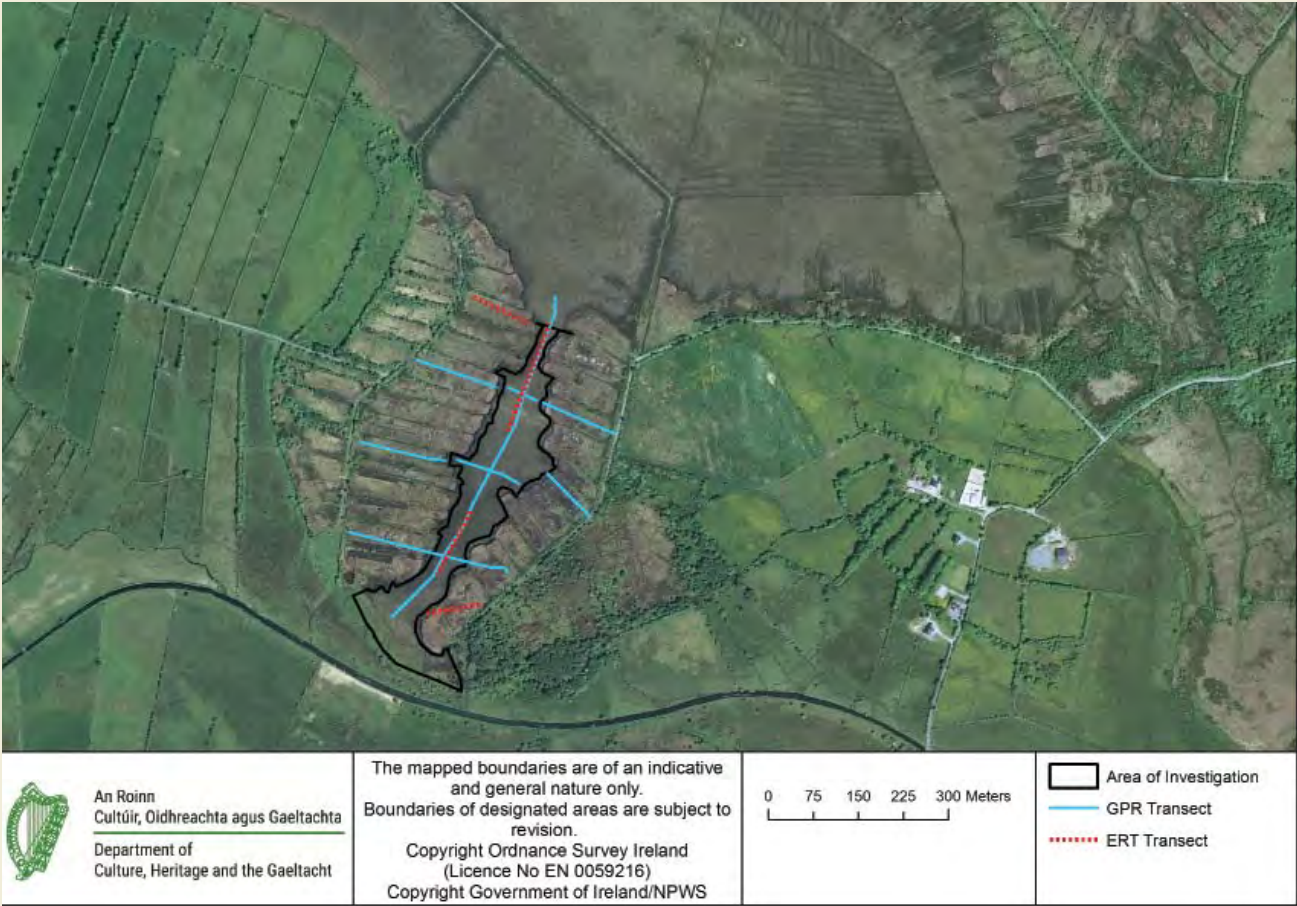 An Roinn
Cultúir, Oidhreachta agus Gaeltachta
Department of
Culture, Heritage and the Gaeltacht
The mapped boundaries are of an indicative
and general nature only.
Boundaries of designated areas are subject to
revision.
Copyright Ordnance Survey Ireland
(Licence No EN 0059216)
Copyright Government of Ireland/NPWS
0 75 150 225 300 Meters
Area of Investigation
GPR Transect
ERT Transect